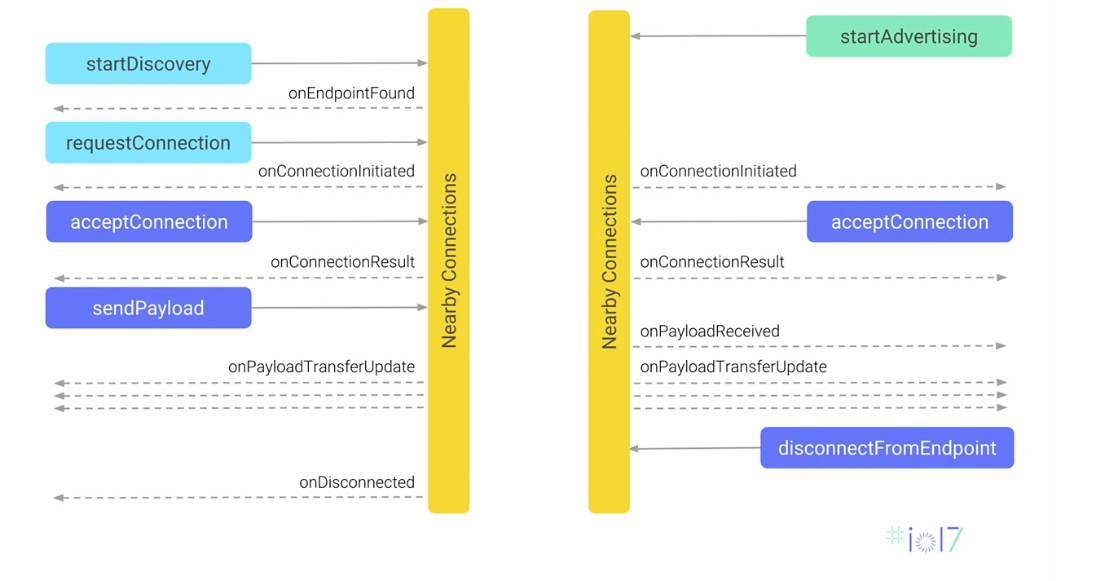 startDiscovery
onEndpointFound
requestConnection
onConnectionInitiated
acceptConnection
onConnectionResult
sendPayload
onPayloadTransferUpdate
onDisconnected
Nearby Connections
Nearby Connections
startAdvertising
onConnectionInitiated
acceptConnection
onConnectionResult
onPayloadReceived
onPayloadTransferUpdate
disconnectFromEndpoint
#io17